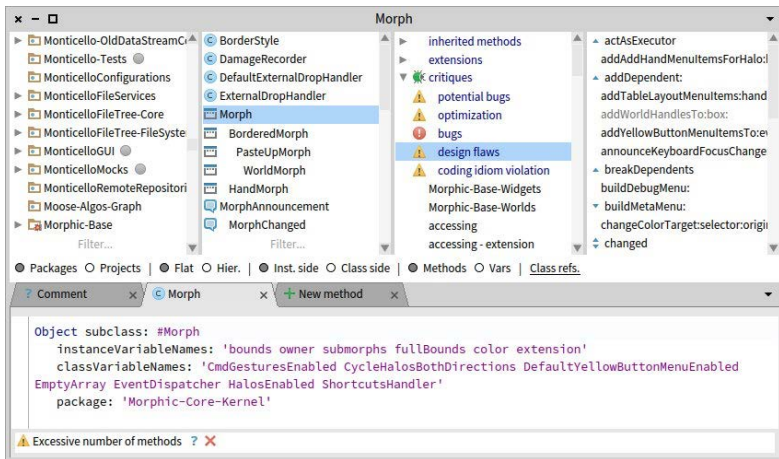 Morph
Monticello-OldDataStreamCo
Monticello-Tests
MonticelloConfigurations
MonticelloFileServices
MonticelloFileTree-Core
MonticelloFileTree-FileSyste
MonticelloGUI
MonticelloMocks
MonticelloRemoteRepositori
Moose-Algos-Graph
Morphic-Base
Filter...
BorderStyle
DamageRecorder
DefaultExternalDropHandler
ExternalDropHandler
Morph
BorderedMorph
PasteUpMorph
WorldMorph
HandMorph
MorphAnnouncement
MorphChanged
Filter...
inherited methods
extensions
critiques
potential bugs
optimization
bugs
design flaws
coding idiom violation
Morphic-Base-Widgets
Morphic-Base-Worlds
accessing
accessing - extension
actAsExecutor
addAddHandMenuItemsForHalo:
addDependent:
addTableLayoutMenuItems:hand
addWorldHandlesTo:box:
addYellowButtonMenuItemsTo:ev
announceKeyboardFocusChange
breakDependents
buildDebugMenu:
buildMetaMenu:
changeColorTarget:selector:origin
changed
Packages Projects | Flat Hier. | Inst. side Class side | Methods Vars | Class refs.
? Comment x Morph x New method x
Object subclass: #Morph
instanceVariableNames: 'bounds owner submorphs fullBounds color extension'
classVariableNames: 'CmdGesturesEnabled CycleHalosBothDirections DefaultYellowButtonMenuEnabled
EmptyArray EventDispatcher HalosEnabled ShortcutsHandler'
package: 'Morphic-Core-Kernel'
Excessive number of methods ?